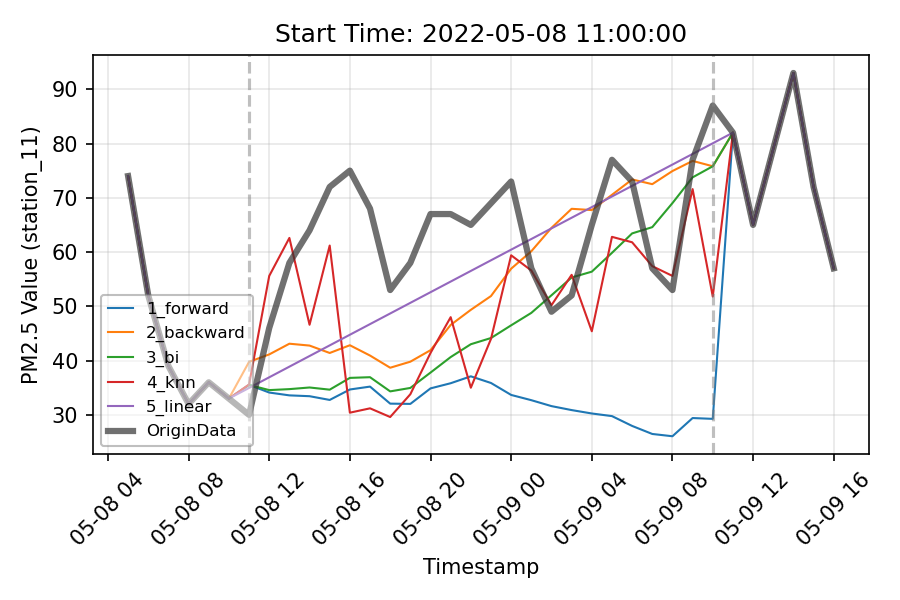 Start Time: 2022-05-08 11:00:00
PM2.5 Value (station_11)
90
80
70
60
50
40
30
1_forward
2_backward
3_bi
4_knn
5_linear
OriginData
05-08 04
05-08 08
05-08 12
05-08 16
05-08 20
05-09 00
05-09 04
05-09 08
05-09 12
05-09 16
Timestamp